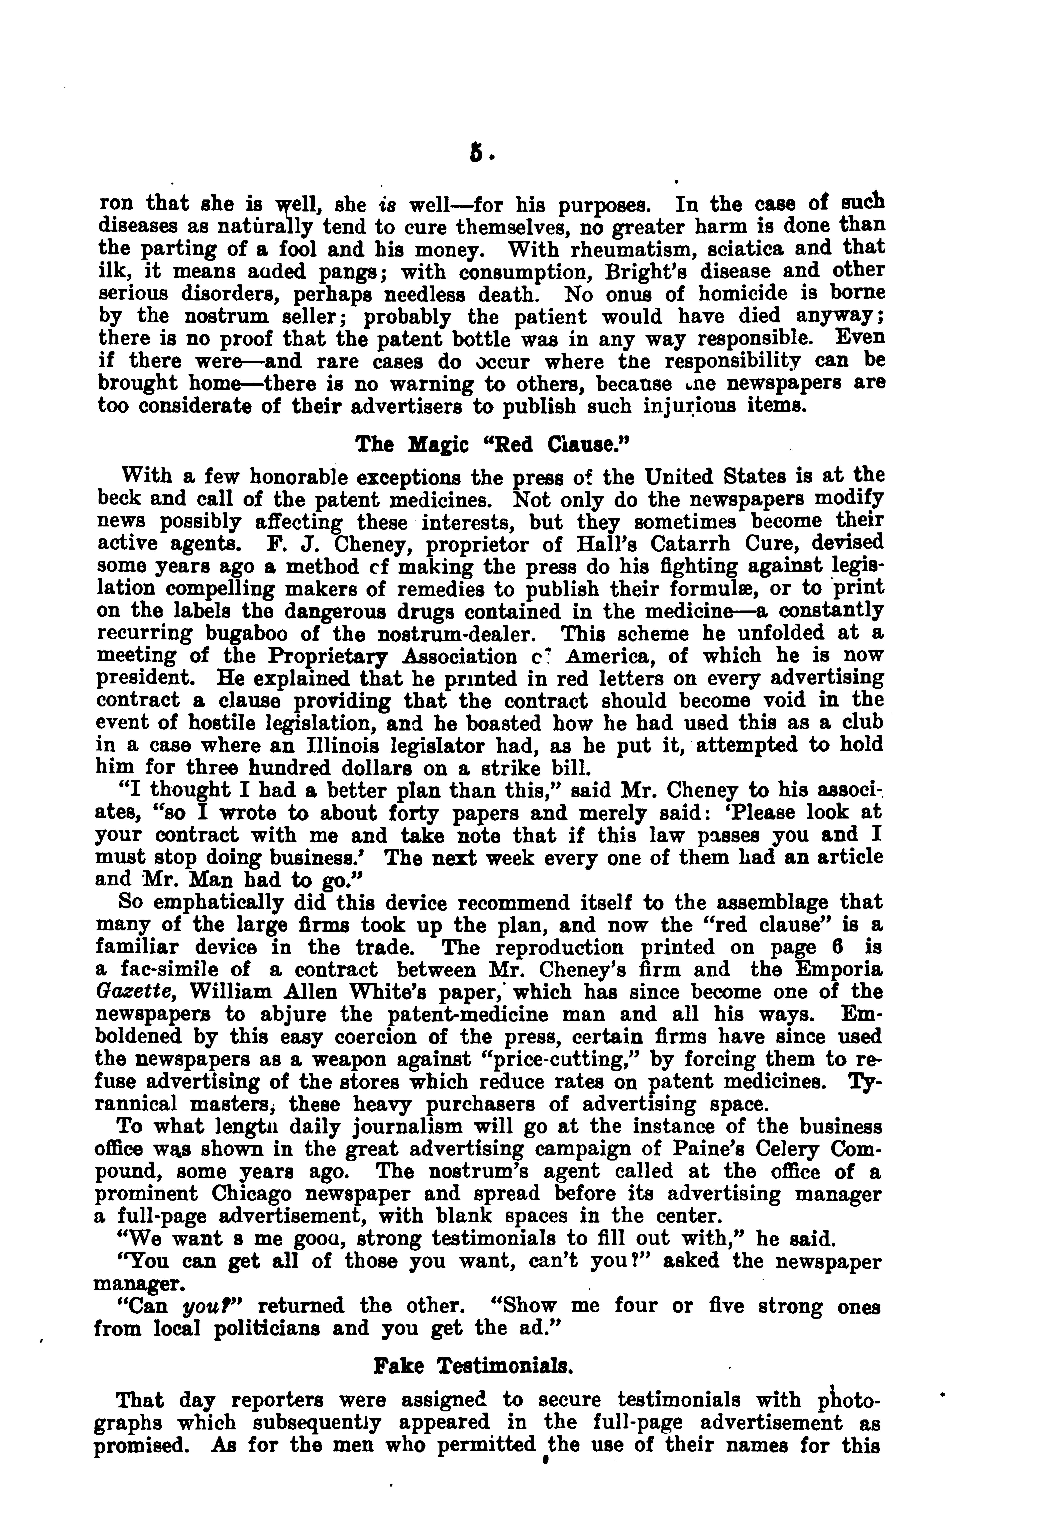 5.
ron that she is well, she is well—for his purposes. In the case of such
diseases as naturally tend to cure themselves, no greater harm is done than
the parting of a fool and his money. With rheumatism, sciatica and that
ilk, it means added pangs; with consumption, Bright's disease and other
serious disorders, perhaps needless death. No onus of homicide is borne
by the nostrum seller; probably the patient would have died anyway;
there is no proof that the patent bottle was in any way responsible. Even
if there were—and rare cases do occur where the responsibility can be
brought home—there is no warning to others, because the newspapers are
too considerate of their advertisers to publish such injurious items.
The Magic "Red Clause."
With a few honorable exceptions the press of the United States is at the
beck and call of the patent medicines. Not only do the newspapers modify
news possibly affecting these interests, but they sometimes become their
active agents. F. J. Cheney, proprietor of Hall's Catarrh Cure, devised
some years ago a method of making the press do his fighting against legis-
lation compelling makers of remedies to publish their formulæ, or to print
on the labels the dangerous drugs contained in the medicine—a constantly
recurring bugaboo of the nostrum-dealer. This scheme he unfolded at a
meeting of the Proprietary Association of America, of which he is now
president. He explained that he printed in red letters on every advertising
contract a clause providing that the contract should become void in the
event of hostile legislation, and he boasted how he had used this as a club
in a case where an Illinois legislator had, as he put it, attempted to hold
him for three hundred dollars on a strike bill.
"I thought I had a better plan than this," said Mr. Cheney to his associ-
ates, "so I wrote to about forty papers and merely said: 'Please look at
your contract with me and take note that if this law passes you and I
must stop doing business.' The next week every one of them had an article
and Mr. Man had to go."
So emphatically did this device recommend itself to the assemblage that
many of the large firms took up the plan, and now the "red clause" is a
familiar device in the trade. The reproduction printed on page 6 is
a fac-simile of a contract between Mr. Cheney's firm and the Emporia
Gazette, William Allen White's paper, which has since become one of the
newspapers to abjure the patent-medicine man and all his ways. Em-
boldened by this easy coercion of the press, certain firms have since used
the newspapers as a weapon against "price-cutting," by forcing them to re-
fuse advertising of the stores which reduce rates on patent medicines. Ty-
rannical masters, these heavy purchasers of advertising space.
To what length daily journalism will go at the instance of the business
office was shown in the great advertising campaign of Paine's Celery Com-
pound, some years ago. The nostrum's agent called at the office of a
prominent Chicago newspaper and spread before its advertising manager
a full-page advertisement, with blank spaces in the center.
"We want s me good, strong testimonials to fill out with," he said.
"You can get all of those you want, can't you?" asked the newspaper
manager.
"Can you?" returned the other. "Show me four or five strong ones
from local politicians and you get the ad."
Fake Testimonials.
That day reporters were assigned to secure testimonials with photo-
graphs which subsequently appeared in the full-page advertisement as
promised. As for the men who permitted the use of their names for this